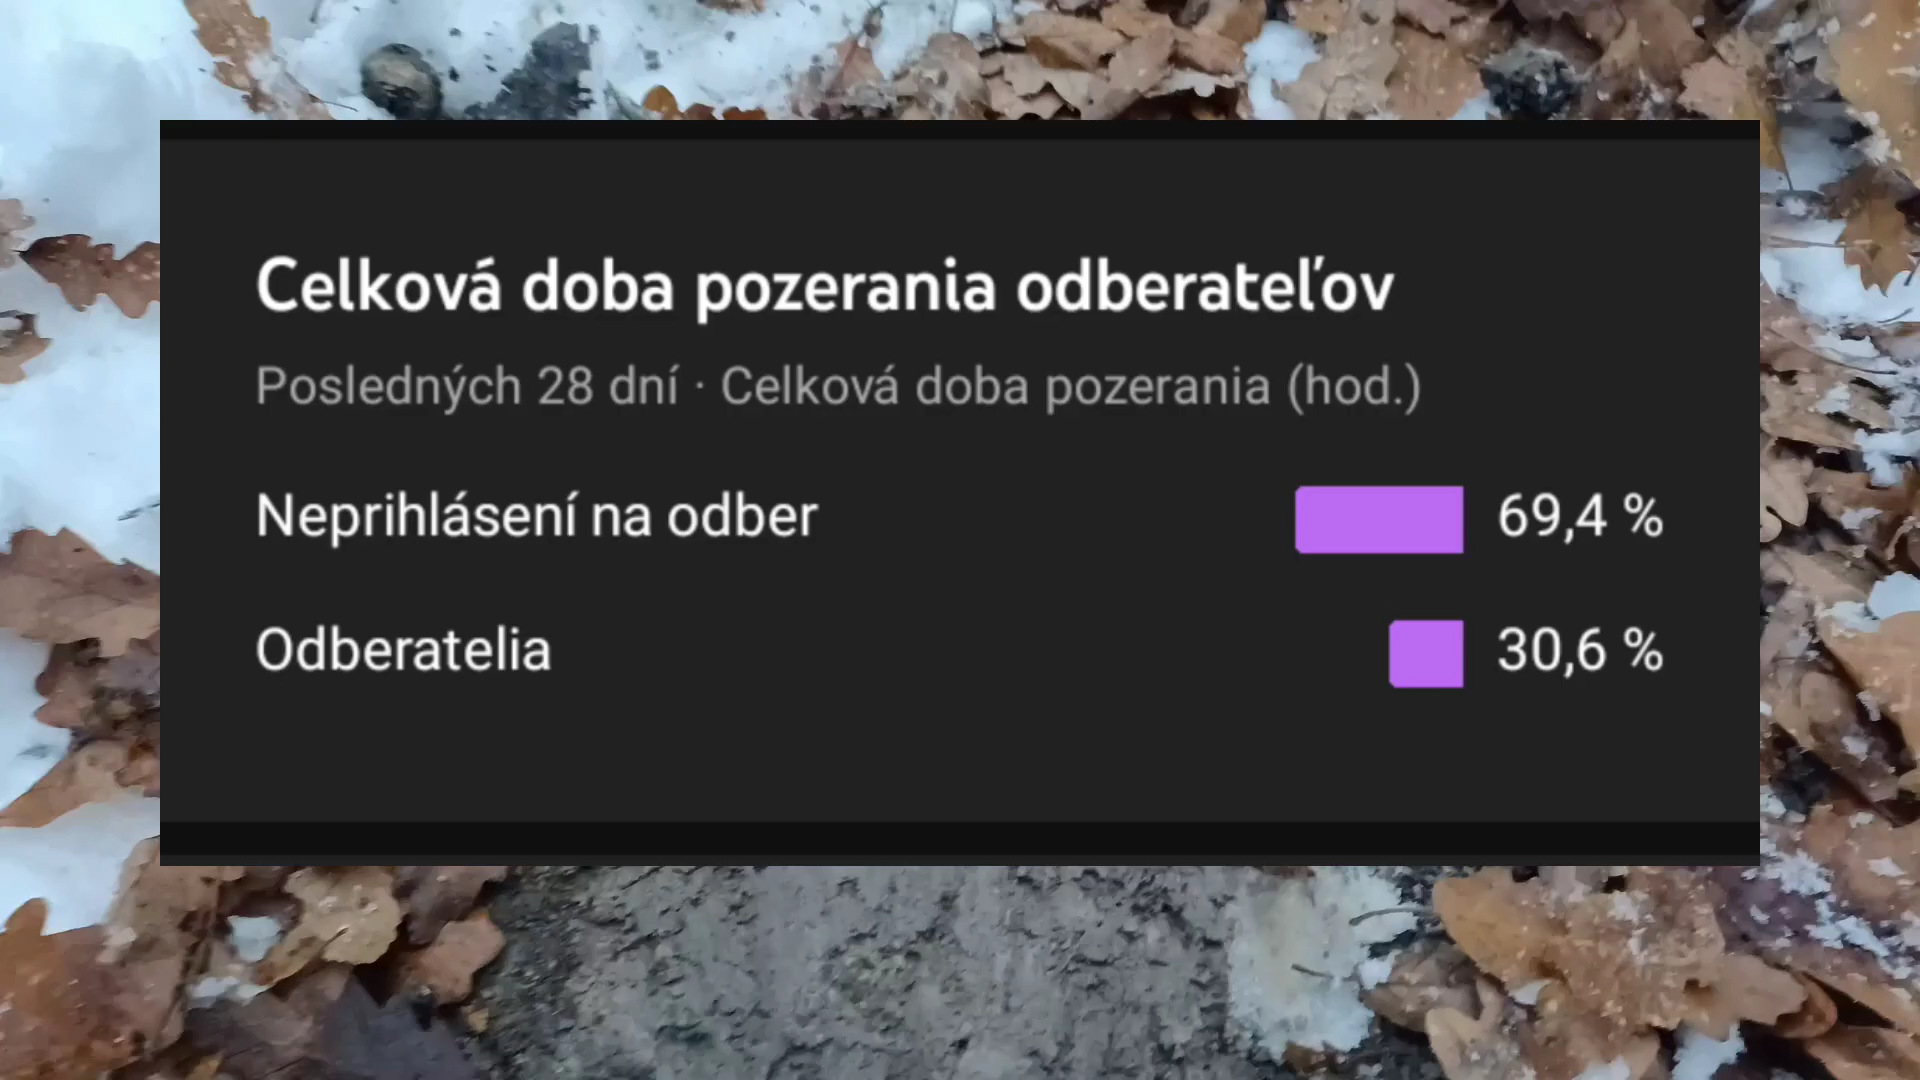 Celková doba pozerania odberateľov
Posledných 28 dní · Celková doba pozerania (hod.)
Neprihlásení na odber 69,4 %
Odberatelia 30,6 %